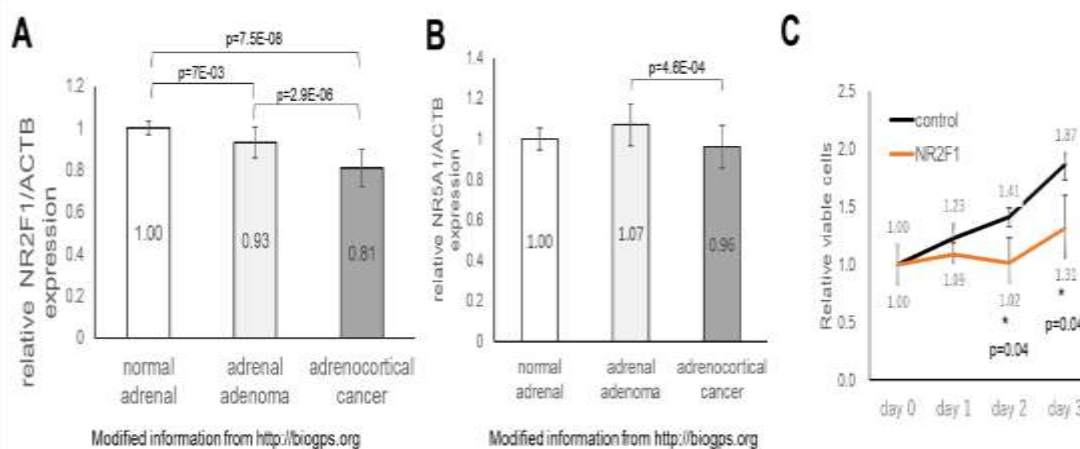 A
p=7.5E-08
p=7E-03
p=2.9E-06
relative NR2F1/ACTB
expression
1.2
1
0.8
0.6
0.4
0.2
0
1.00
0.93
0.81
normal
adrenal
adrenal
adenoma
adrenocortical
cancer
Modified information from http://biogps.org
B
p=4.6E-04
relative NR5A1/ACTB
expression
1.4
1.2
1
0.8
0.6
0.4
0.2
0
1.00
1.07
0.96
normal
adrenal
adrenal
adenoma
adrenocortical
cancer
Modified information from http://biogps.org
C
Relative viable cells
2.5
2.0
1.5
1.0
0.5
0.0
control
NR2F1
1.00
1.23
1.41
1.87
1.00
1.09
1.02
1.31
*
*
p=0.04
p=0.04
day 0
day 1
day 2
day 3